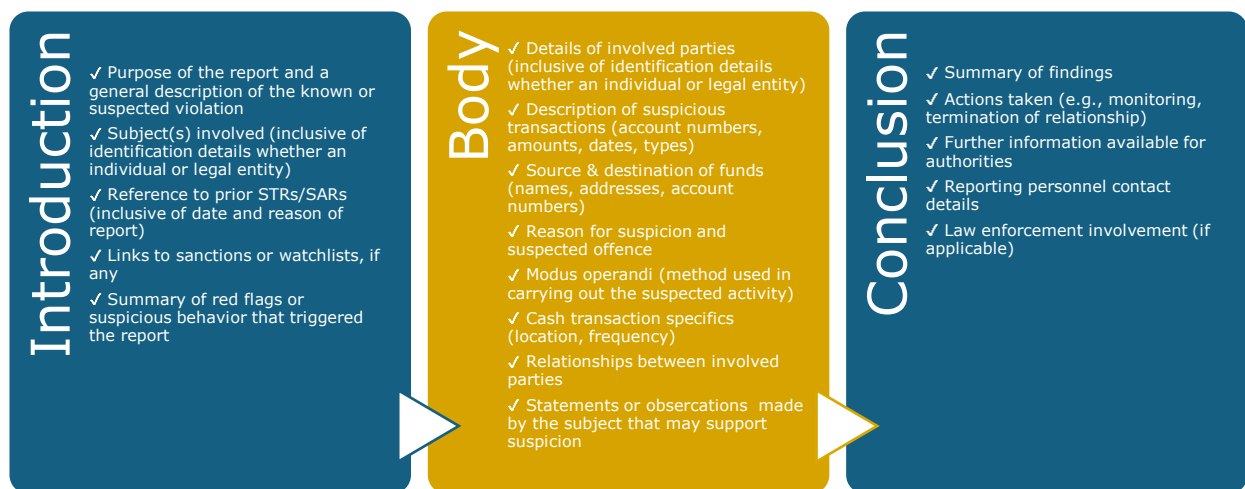 Introduction
✓ Purpose of the report and a
general description of the known or
suspected violation
✓ Subject(s) involved (inclusive of
identification details whether an
individual or legal entity)
✓ Reference to prior STRs/SARs
(inclusive of date and reason of
report)
✓ Links to sanctions or watchlists, if
any
✓ Summary of red flags or
suspicious behavior that triggered
the report
Body
✓ Details of involved parties
(inclusive of identification details
whether an individual or legal entity)
✓ Description of suspicious
transactions (account numbers,
amounts, dates, types)
✓ Source & destination of funds
(names, addresses, account
numbers)
✓ Reason for suspicion and
suspected offence
✓ Modus operandi (method used in
carrying out the suspected activity)
✓ Cash transaction specifics
(location, frequency)
✓ Relationships between involved
parties
✓ Statements or obsercations made
by the subject that may support
suspicion
Conclusion
✓ Summary of findings
✓ Actions taken (e.g., monitoring,
termination of relationship)
✓ Further information available for
authorities
✓ Reporting personnel contact
details
✓ Law enforcement involvement (if
applicable)